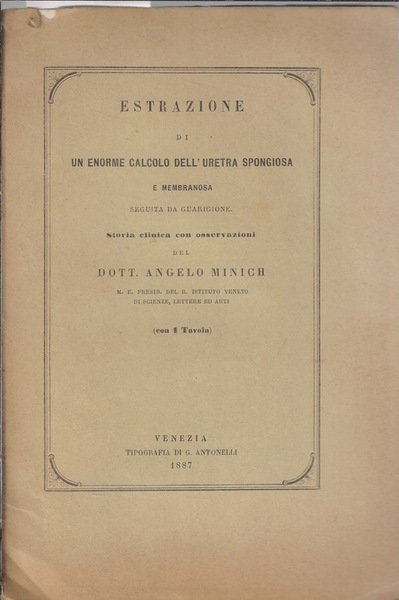 ESTRAZIONE
DI
UN ENORME CALCOLO DELL'URETRA SPONGIOSA
E MEMBRANOSA
SEGUITA DA GUARIGIONE.
Storia clinica con osservazioni
DEL
DOTT. ANGELO MINICH
M. E. PRESID. DEL R. ISTITUTO VENETO
DI SCIENZE, LETTERE ED ARTI
(con 1 Tavola)
VENEZIA
TIPOGRAFIA DI G. ANTONELLI
1887